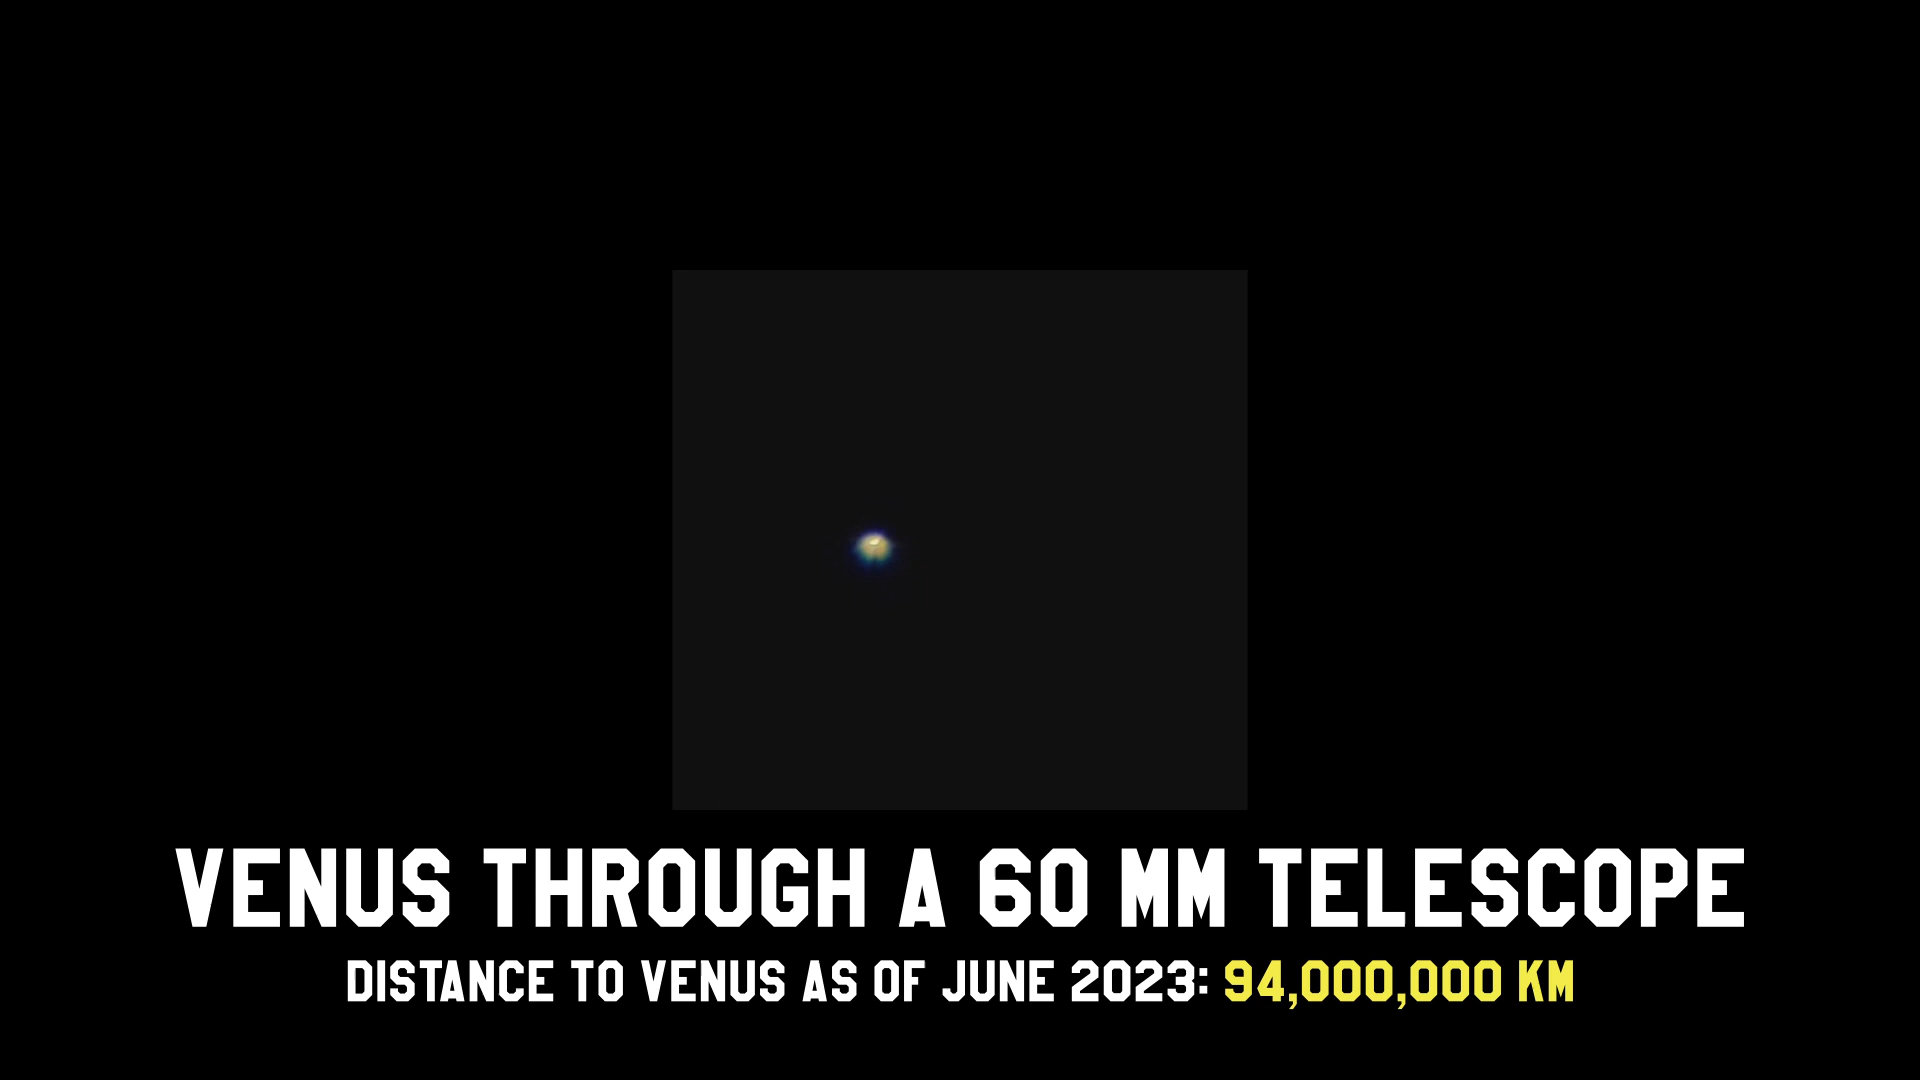 VENUS THROUGH A 60 MM TELESCOPE
DISTANCE TO VENUS AS OF JUNE 2023: 94,000,000 KM